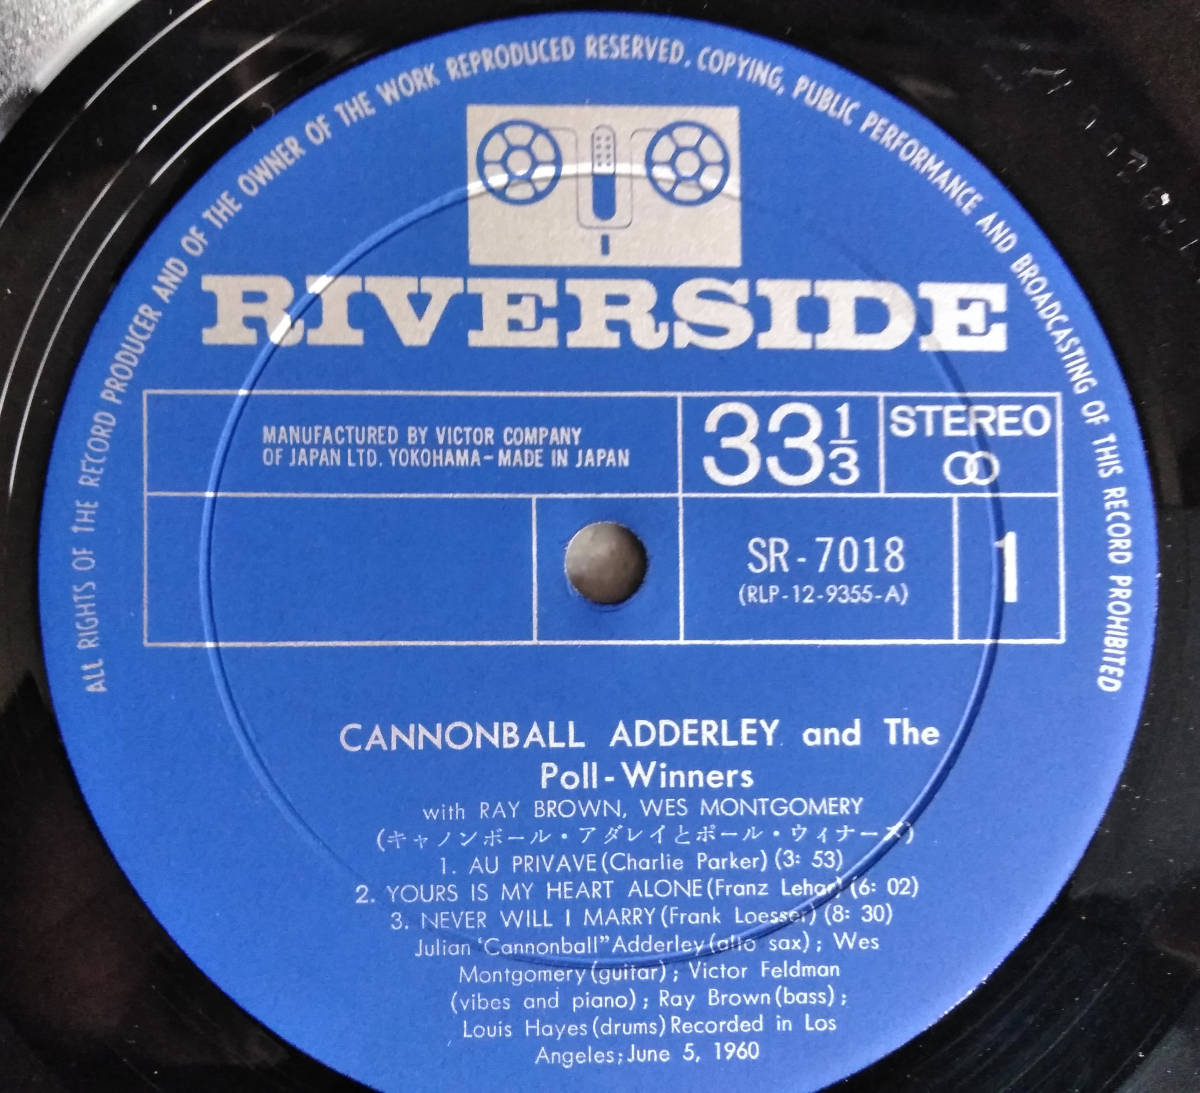 ALL RIGHTS OF THE RECORD PRODUCER AND OF THE OWNER OF THE WORK REPRODUCED RESERVED. COPYING, PUBLIC PERFORMANCE AND BROADCASTING OF THIS RECORD PROHIBITED
RIVERSIDE
MANUFACTURED BY VICTOR COMPANY
OF JAPAN LTD. YOKOHAMA-MADE IN JAPAN
33 1/3
STEREO
SR-7018
(RLP-12-9355-A)
1
CANNONBALL ADDERLEY and The
Poll-Winners
with RAY BROWN, WES MONTGOMERY
(キャノンボール・アダレイとポール・ウィナーズ)
1. AU PRIVAVE(Charlie Parker) (3: 53)
2. YOURS IS MY HEART ALONE(Franz Lehar) (6: 02)
3. NEVER WILL I MARRY(Frank Loesser) (8: 30)
Julian "Cannonball" Adderley(alto sax); Wes
Montgomery(guitar); Victor Feldman
(vibes and piano); Ray Brown(bass);
Louis Hayes(drums)Recorded in Los
Angeles;June 5, 1960